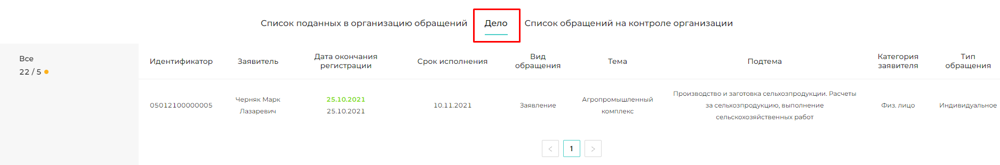 Список поданных в организацию обращений Дело Список обращений на контроле организации
Все
22 / 5
Идентификатор Заявитель Дата окончания регистрации Срок исполнения Вид обращения Тема Подтема Категория заявителя Тип обращения
05012100000005
Черняк Марк
Лазаревич
25.10.2021
25.10.2021
10.11.2021
Заявление
Агропромышленный
комплекс
Производство и заготовка сельхозпродукции. Расчеты
за сельхозпродукцию, выполнение
сельскохозяйственных работ
Физ. лицо
Индивидуальное
< 1 >